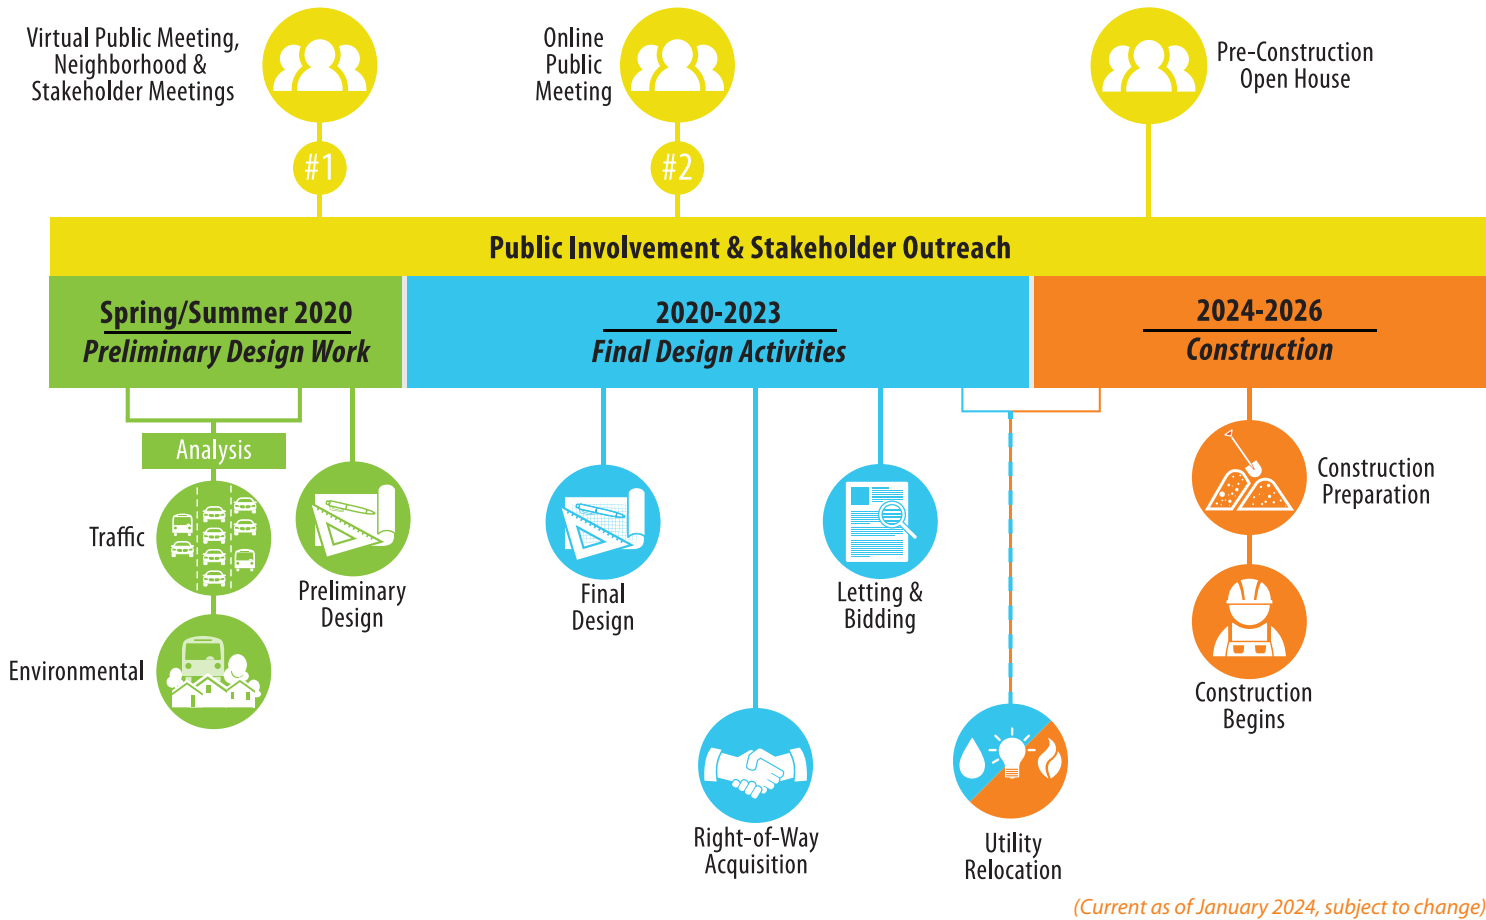 Virtual Public Meeting,
Neighborhood &
Stakeholder Meetings
#1
Online
Public
Meeting
#2
Pre-Construction
Open House
Public Involvement & Stakeholder Outreach
Spring/Summer 2020
Preliminary Design Work
2020-2023
Final Design Activities
2024-2026
Construction
Analysis
Traffic
Environmental
Preliminary
Design
Final
Design
Right-of-Way
Acquisition
Letting &
Bidding
Utility
Relocation
Construction
Preparation
Construction
Begins
(Current as of January 2024, subject to change)